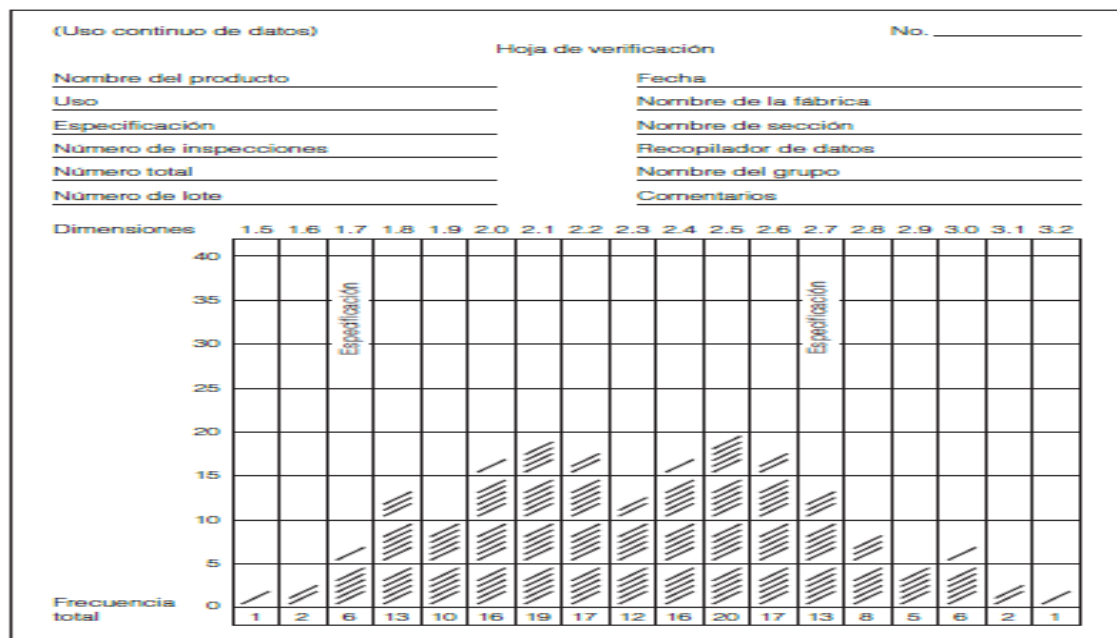 (Uso continuo de datos) No.
Hoja de verificación
Nombre del producto Fecha
Uso Nombre de la fábrica
Especificación Nombre de sección
Número de inspecciones Recopilador de datos
Número total Nombre del grupo
Número de lote Comentarios
Dimensiones 1.5 1.6 1.7 1.8 1.9 2.0 2.1 2.2 2.3 2.4 2.5 2.6 2.7 2.8 2.9 3.0 3.1 3.2
40
Especificación Especificación
35
30
25
20
15
10
5
0
Frecuencia
total 1 2 6 13 10 16 19 17 12 16 20 17 13 8 5 6 2 1